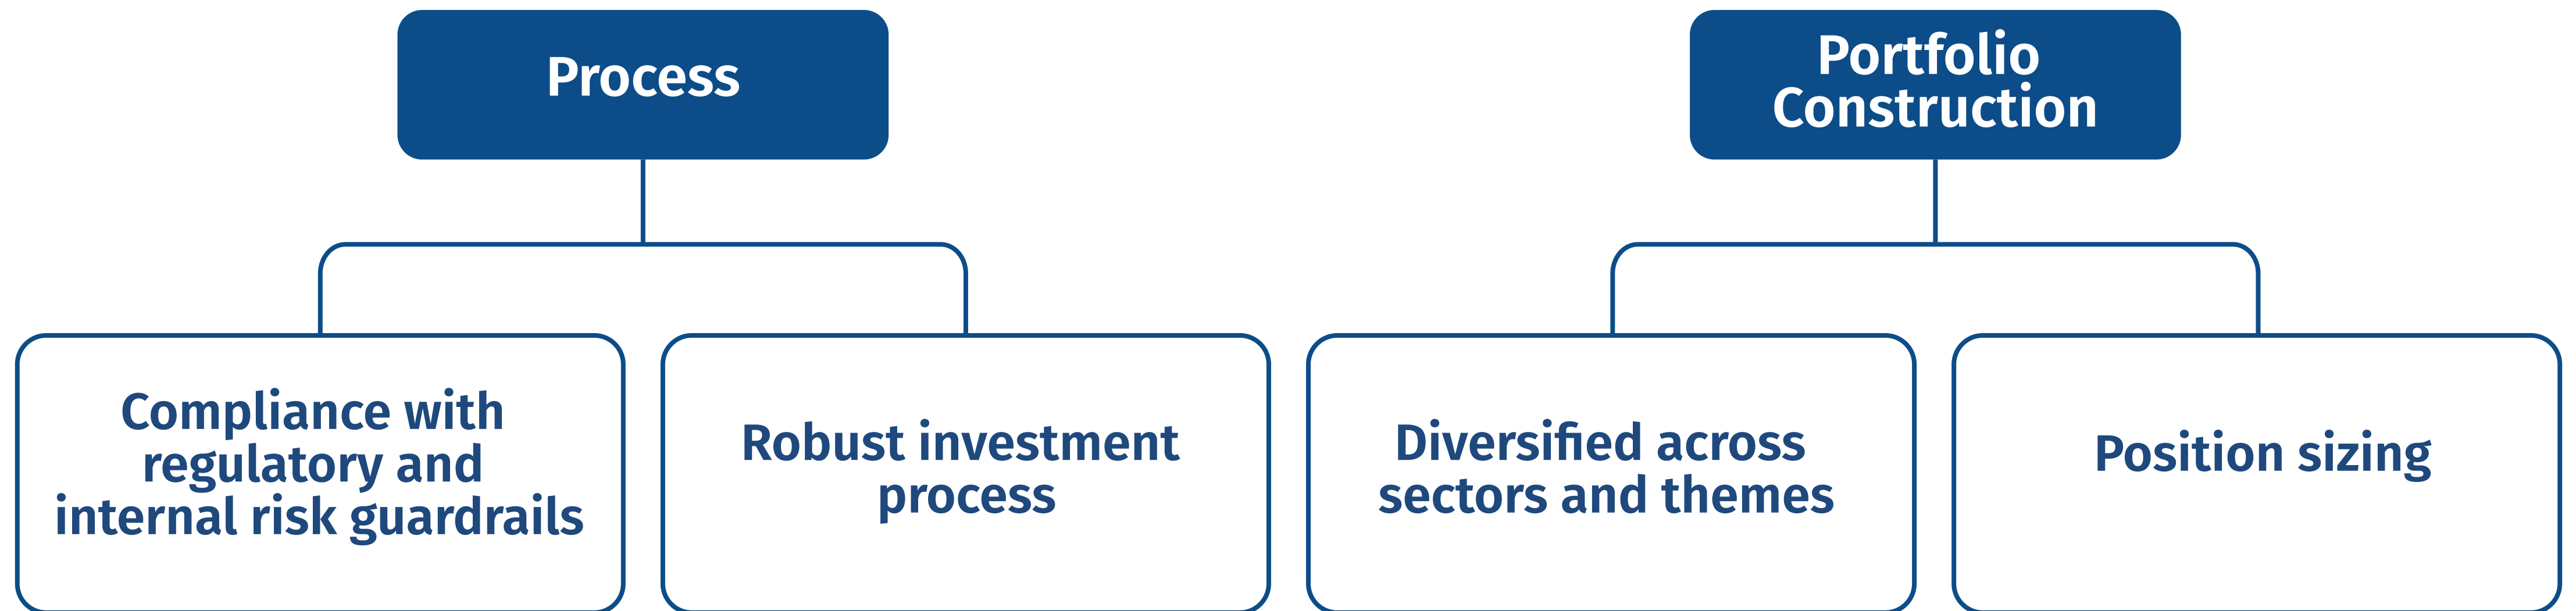 Process
Portfolio
Construction
Compliance with
regulatory and
internal risk guardrails
Robust investment
process
Diversified across
sectors and themes
Position sizing